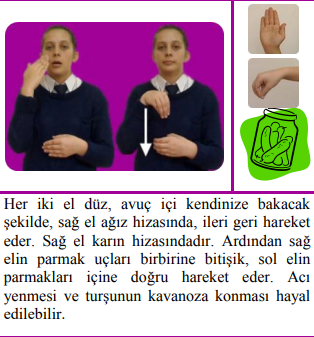 Her iki el düz, avuç içi kendinize bakacak
şekilde, sağ el ağız hizasında, ileri geri hareket
eder. Sağ el karın hizasındadır. Ardından sağ
elin parmak uçları birbirine bitişik, sol elin
parmakları içine doğru hareket eder. Acı
yenmesi ve turşunun kavanoza konması hayal
edilebilir.